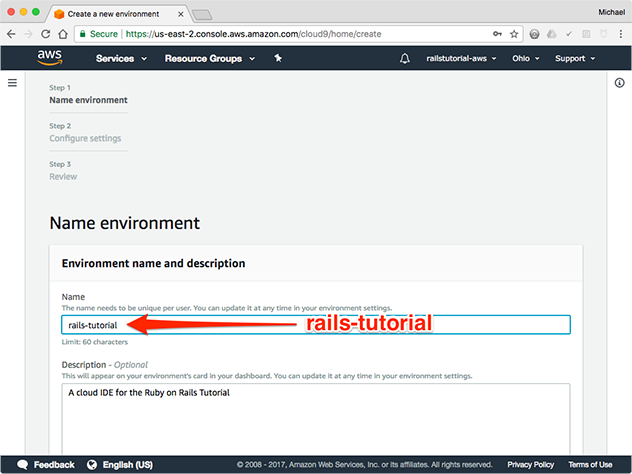 Create a new environment
Michael
Secure https://us-east-2.console.aws.amazon.com/cloud9/home/create
aws Services Resource Groups railstutorial-aws Ohio Support
Step 1
Name environment
Step 2
Configure settings
Step 3
Review
Name environment
Environment name and description
Name
The name needs to be unique per user. You can update it at any time in your environment settings.
rails-tutorial
rails-tutorial
Limit: 60 characters
Description - Optional
This will appear on your environment's card in your dashboard. You can update it at any time in your environment settings.
A cloud IDE for the Ruby on Rails Tutorial
Feedback English (US) © 2008 - 2017, Amazon Web Services, Inc. or its affiliates. All rights reserved. Privacy Policy Terms of Use